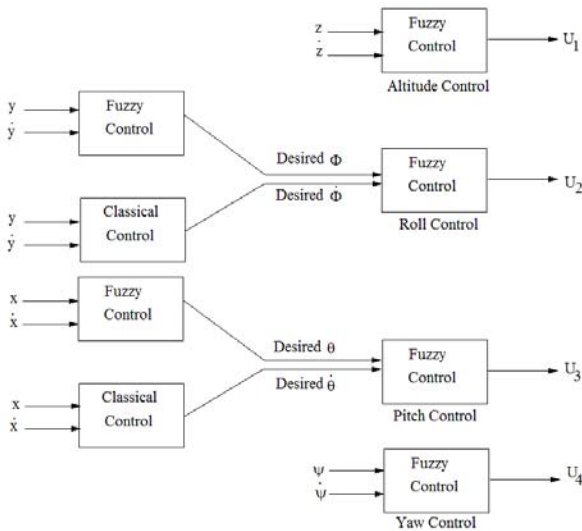 z
ż
Fuzzy
Control
U1
Altitude Control
y
ẏ
Fuzzy
Control
Desired Φ
Desired Φ̇
Fuzzy
Control
U2
Roll Control
y
ẏ
Classical
Control
x
ẋ
Fuzzy
Control
Desired θ
Desired θ̇
Fuzzy
Control
U3
Pitch Control
x
ẋ
Classical
Control
ψ
ψ̇
Fuzzy
Control
U4
Yaw Control